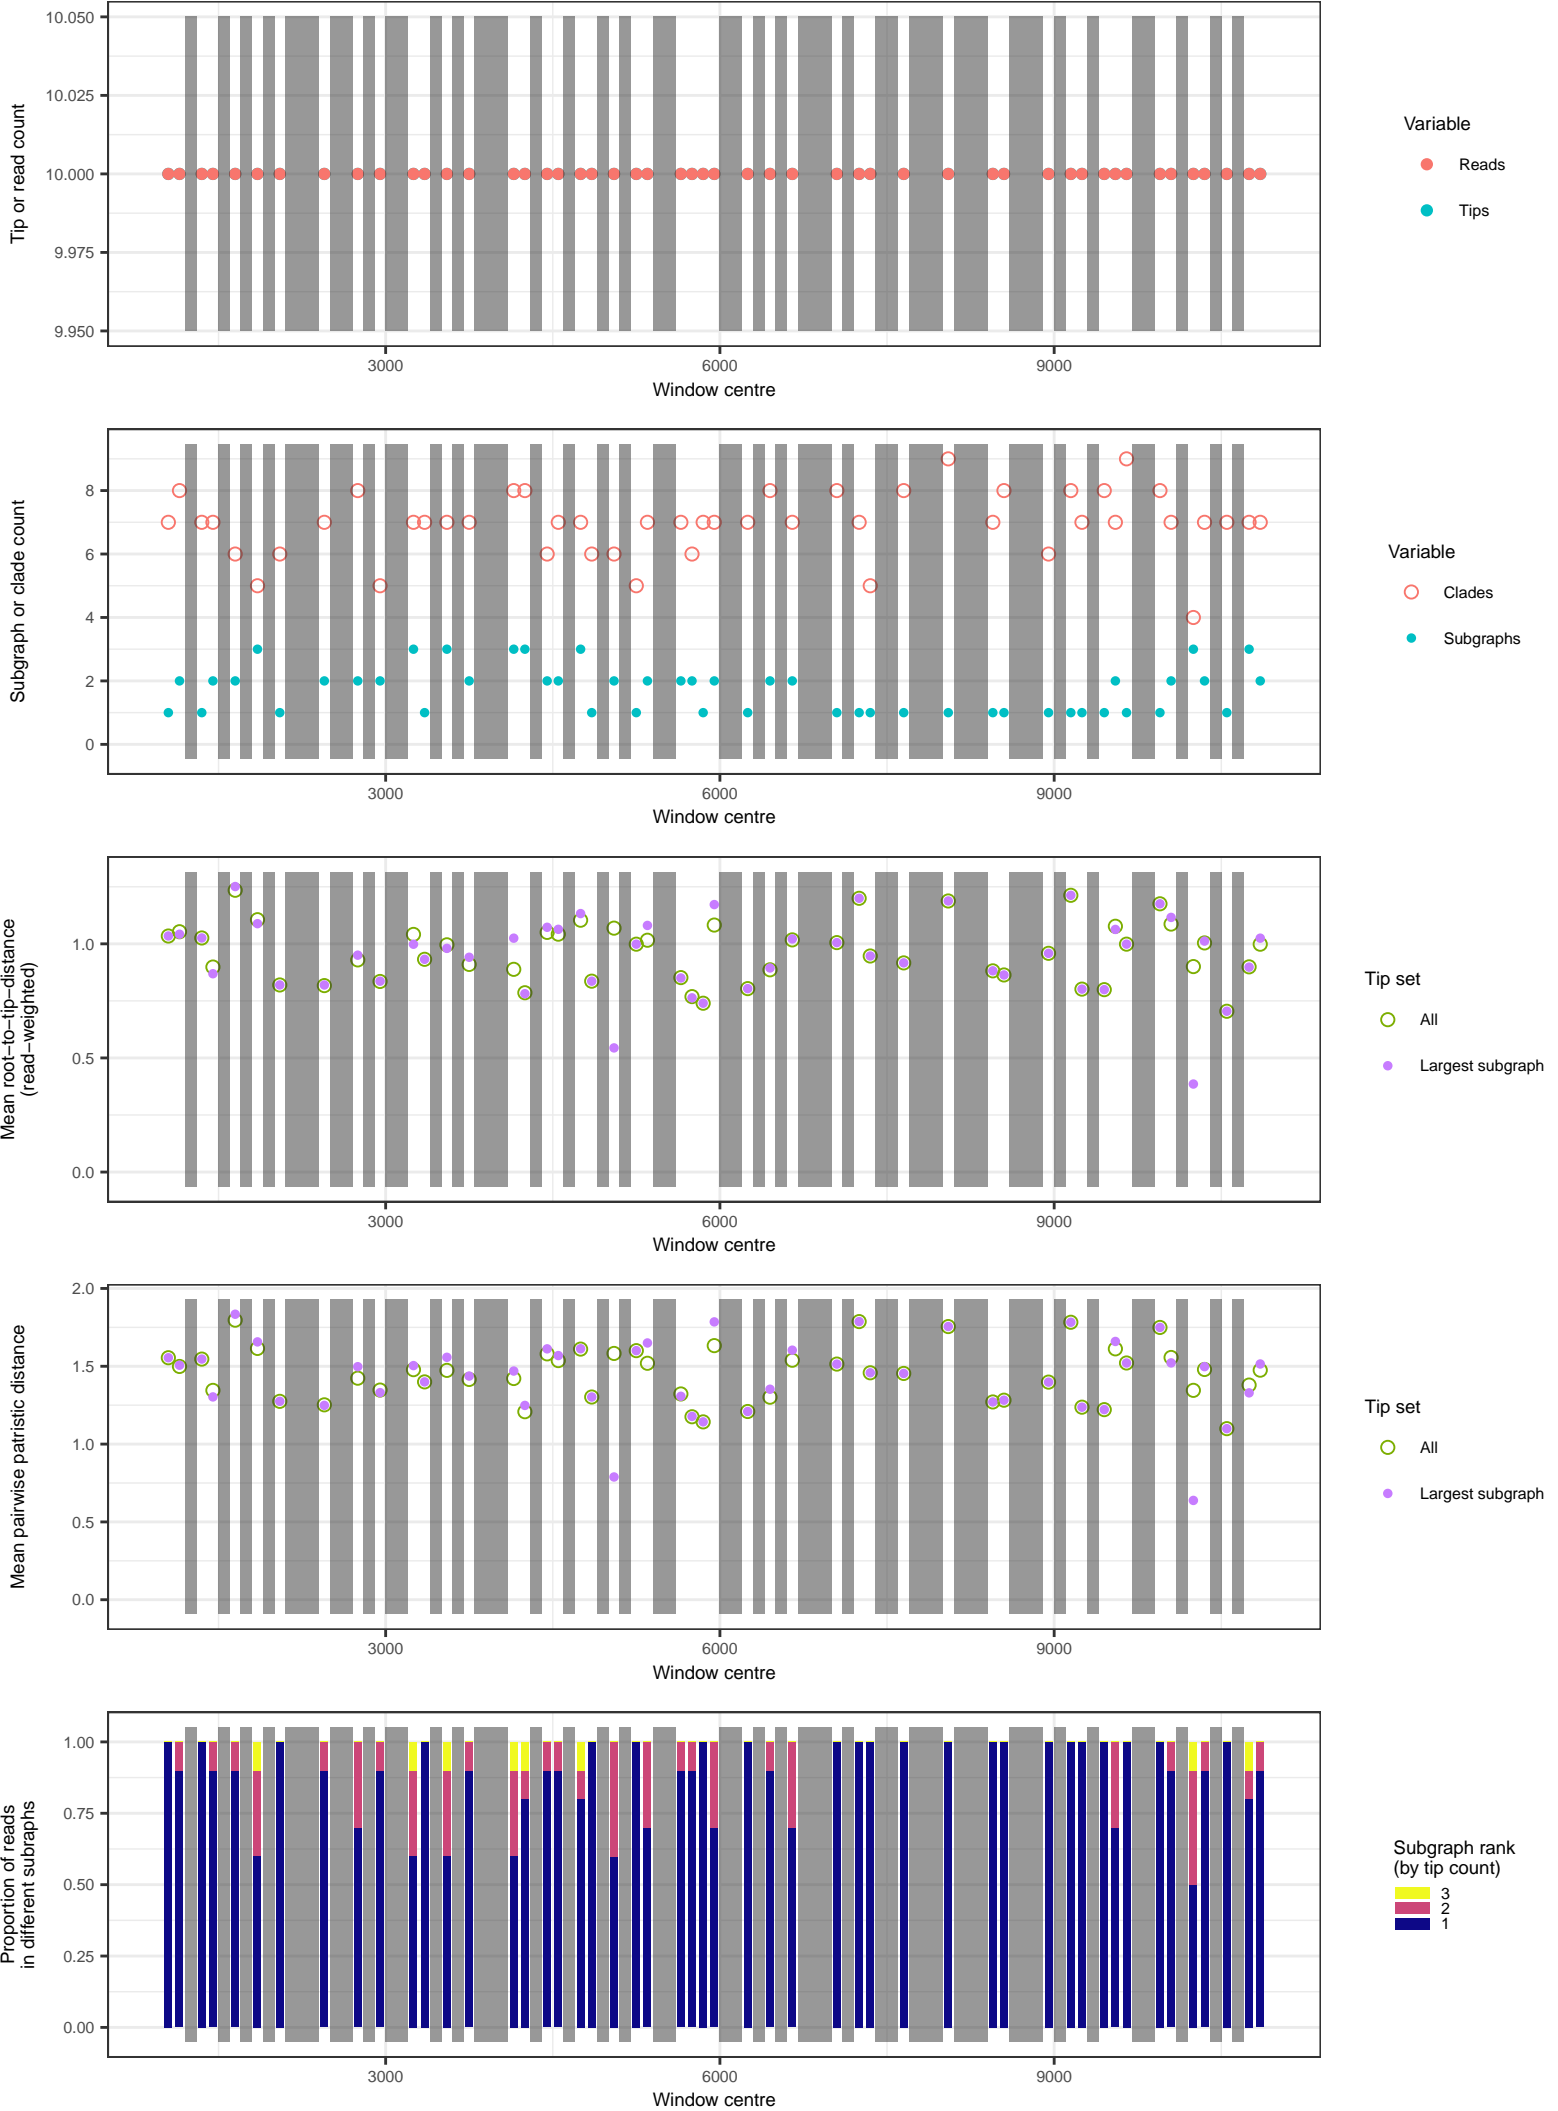 10.050
10.025
10.000
9.975
9.950
Tip or read count
3000
6000
9000
Window centre
Variable
Reads
Tips
8
6
4
2
0
Subgraph or clade count
3000
6000
9000
Window centre
Variable
Clades
Subgraphs
1.0
0.5
0.0
Mean root−to−tip−distance
(read−weighted)
3000
6000
9000
Window centre
Tip set
All
Largest subgraph
2.0
1.5
1.0
0.5
0.0
Mean pairwise patristic distance
3000
6000
9000
Window centre
Tip set
All
Largest subgraph
1.00
0.75
0.50
0.25
0.00
Proportion of reads
in different subraphs
3000
6000
9000
Window centre
Subgraph rank
(by tip count)
3
2
1